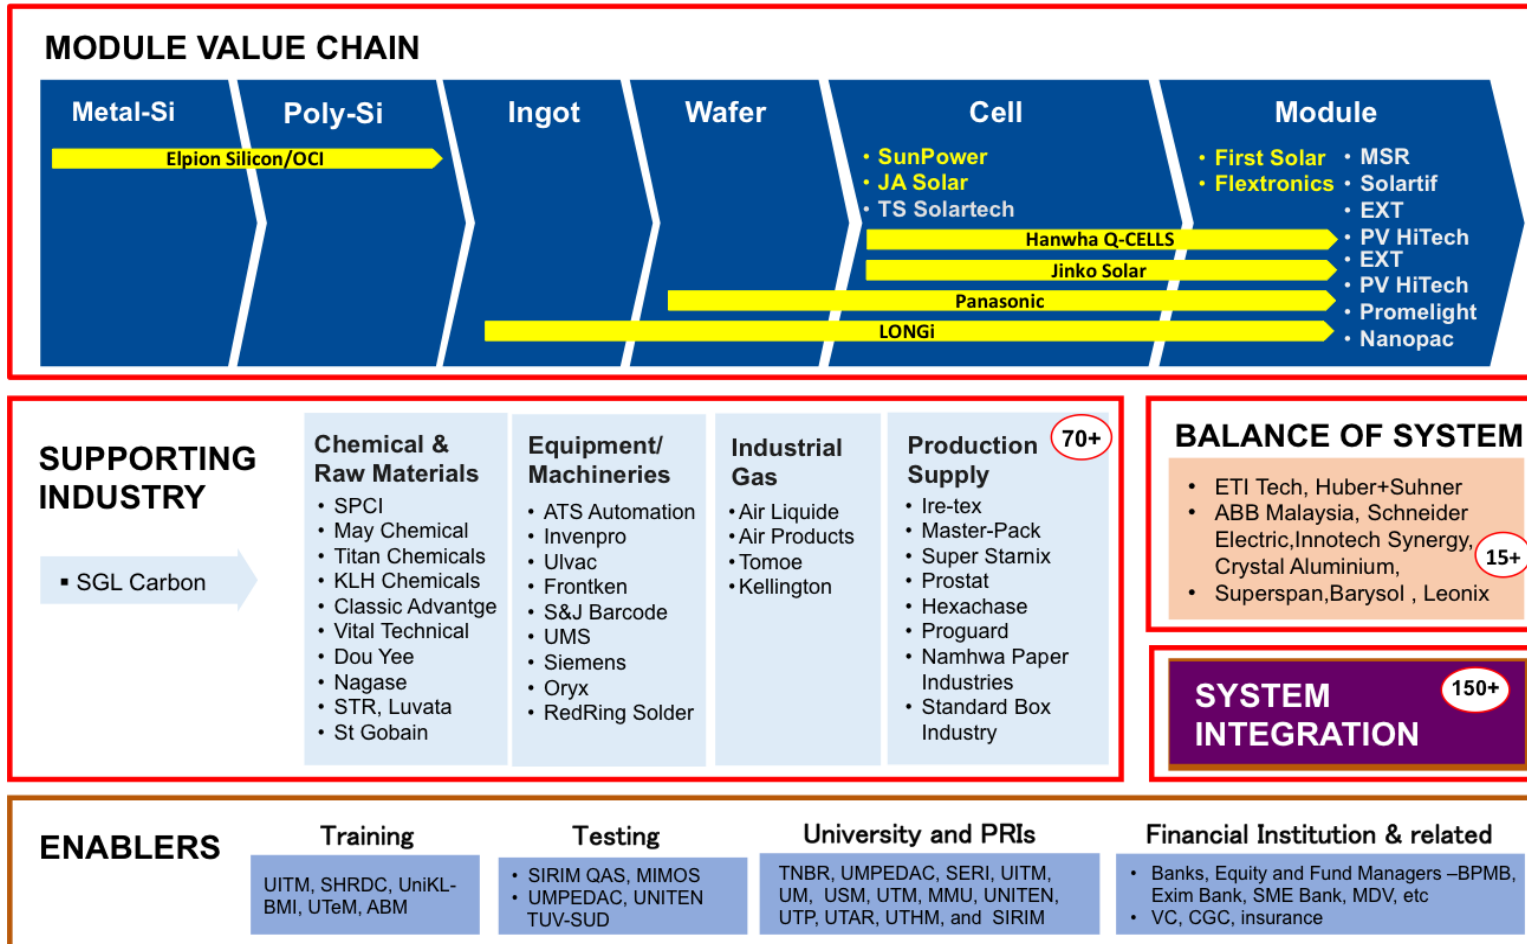 MODULE VALUE CHAIN
Metal-Si
Poly-Si
Ingot
Wafer
Cell
Module
Elpion Silicon/OCI
• SunPower
• JA Solar
• TS Solartech
• First Solar
• Flextronics
• MSR
• Solartif
• EXT
• PV HiTech
• EXT
• PV HiTech
• Promelight
• Nanopac
Hanwha Q-CELLS
Jinko Solar
Panasonic
LONGi
SUPPORTING
INDUSTRY
▪ SGL Carbon
Chemical &
Raw Materials
• SPCI
• May Chemical
• Titan Chemicals
• KLH Chemicals
• Classic Advantge
• Vital Technical
• Dou Yee
• Nagase
• STR, Luvata
• St Gobain
Equipment/
Machineries
• ATS Automation
• Invenpro
• Ulvac
• Frontken
• S&J Barcode
• UMS
• Siemens
• Oryx
• RedRing Solder
Industrial
Gas
• Air Liquide
• Air Products
• Tomoe
• Kellington
Production
Supply
70+
• Ire-tex
• Master-Pack
• Super Starnix
• Prostat
• Hexachase
• Proguard
• Namhwa Paper
Industries
• Standard Box
Industry
BALANCE OF SYSTEM
• ETI Tech, Huber+Suhner
• ABB Malaysia, Schneider
Electric,Innotech Synergy,
Crystal Aluminium,
• Superspan,Barysol , Leonix
15+
SYSTEM
INTEGRATION
150+
ENABLERS
Training
UITM, SHRDC, UniKL-
BMI, UTeM, ABM
Testing
• SIRIM QAS, MIMOS
• UMPEDAC, UNITEN
TUV-SUD
University and PRIs
TNBR, UMPEDAC, SERI, UITM,
UM, USM, UTM, MMU, UNITEN,
UTP, UTAR, UTHM, and SIRIM
Financial Institution & related
• Banks, Equity and Fund Managers –BPMB,
Exim Bank, SME Bank, MDV, etc
• VC, CGC, insurance